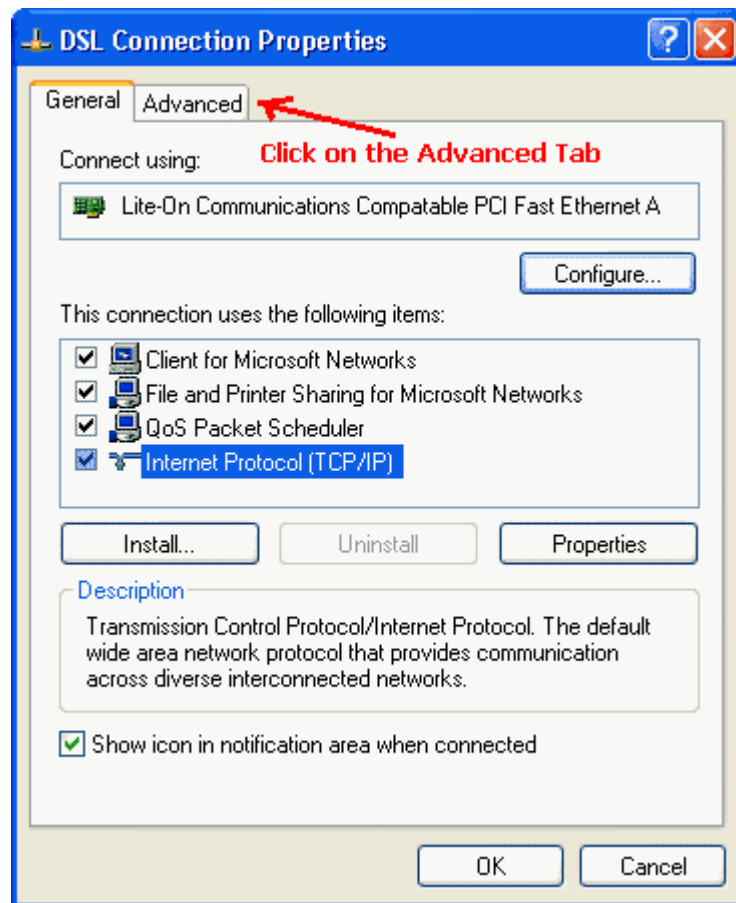 DSL Connection Properties
General
Advanced
Click on the Advanced Tab
Connect using:
Lite-On Communications Compatable PCI Fast Ethernet A
Configure...
This connection uses the following items:
Client for Microsoft Networks
File and Printer Sharing for Microsoft Networks
QoS Packet Scheduler
Internet Protocol (TCP/IP)
Install...
Uninstall
Properties
Description
Transmission Control Protocol/Internet Protocol. The default
wide area network protocol that provides communication
across diverse interconnected networks.
Show icon in notification area when connected
OK
Cancel